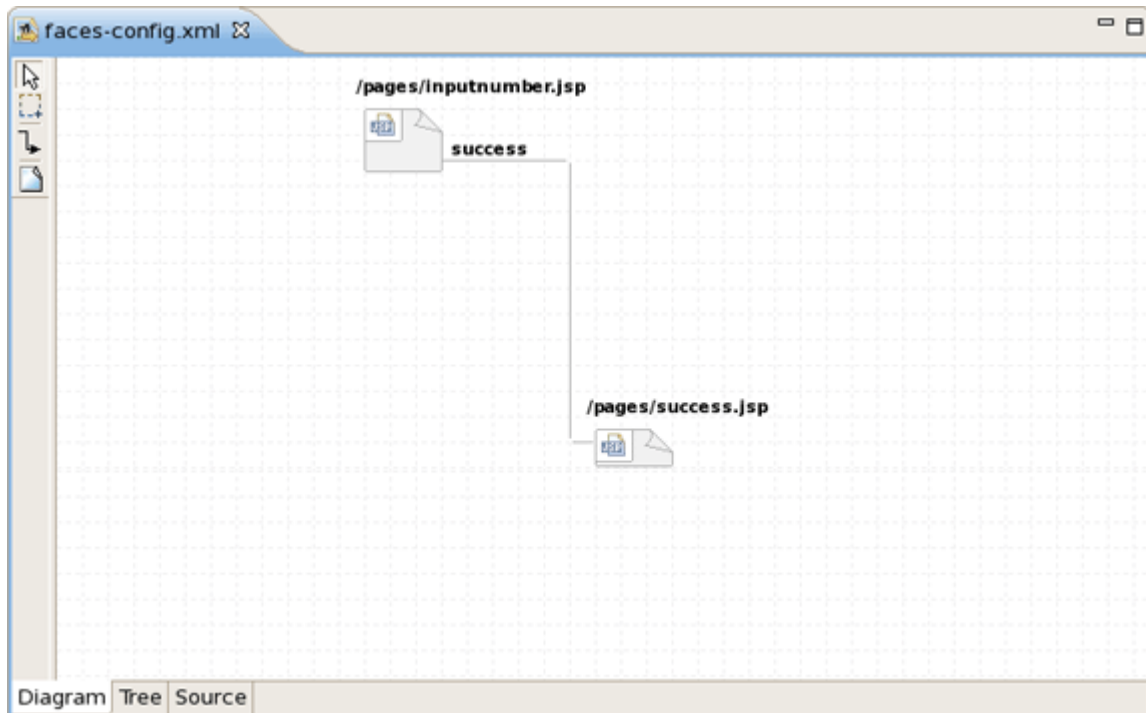 faces-config.xml
/pages/inputnumber.jsp
success
/pages/success.jsp
Diagram Tree Source